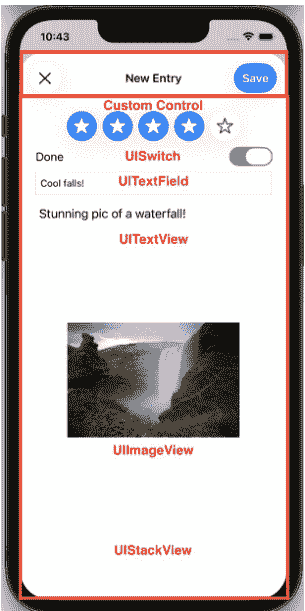 10:43
New Entry
Save
Custom Control
Done
UISwitch
Cool falls!
UITextField
Stunning pic of a waterfall!
UITextView
UIImageView
UIStackView